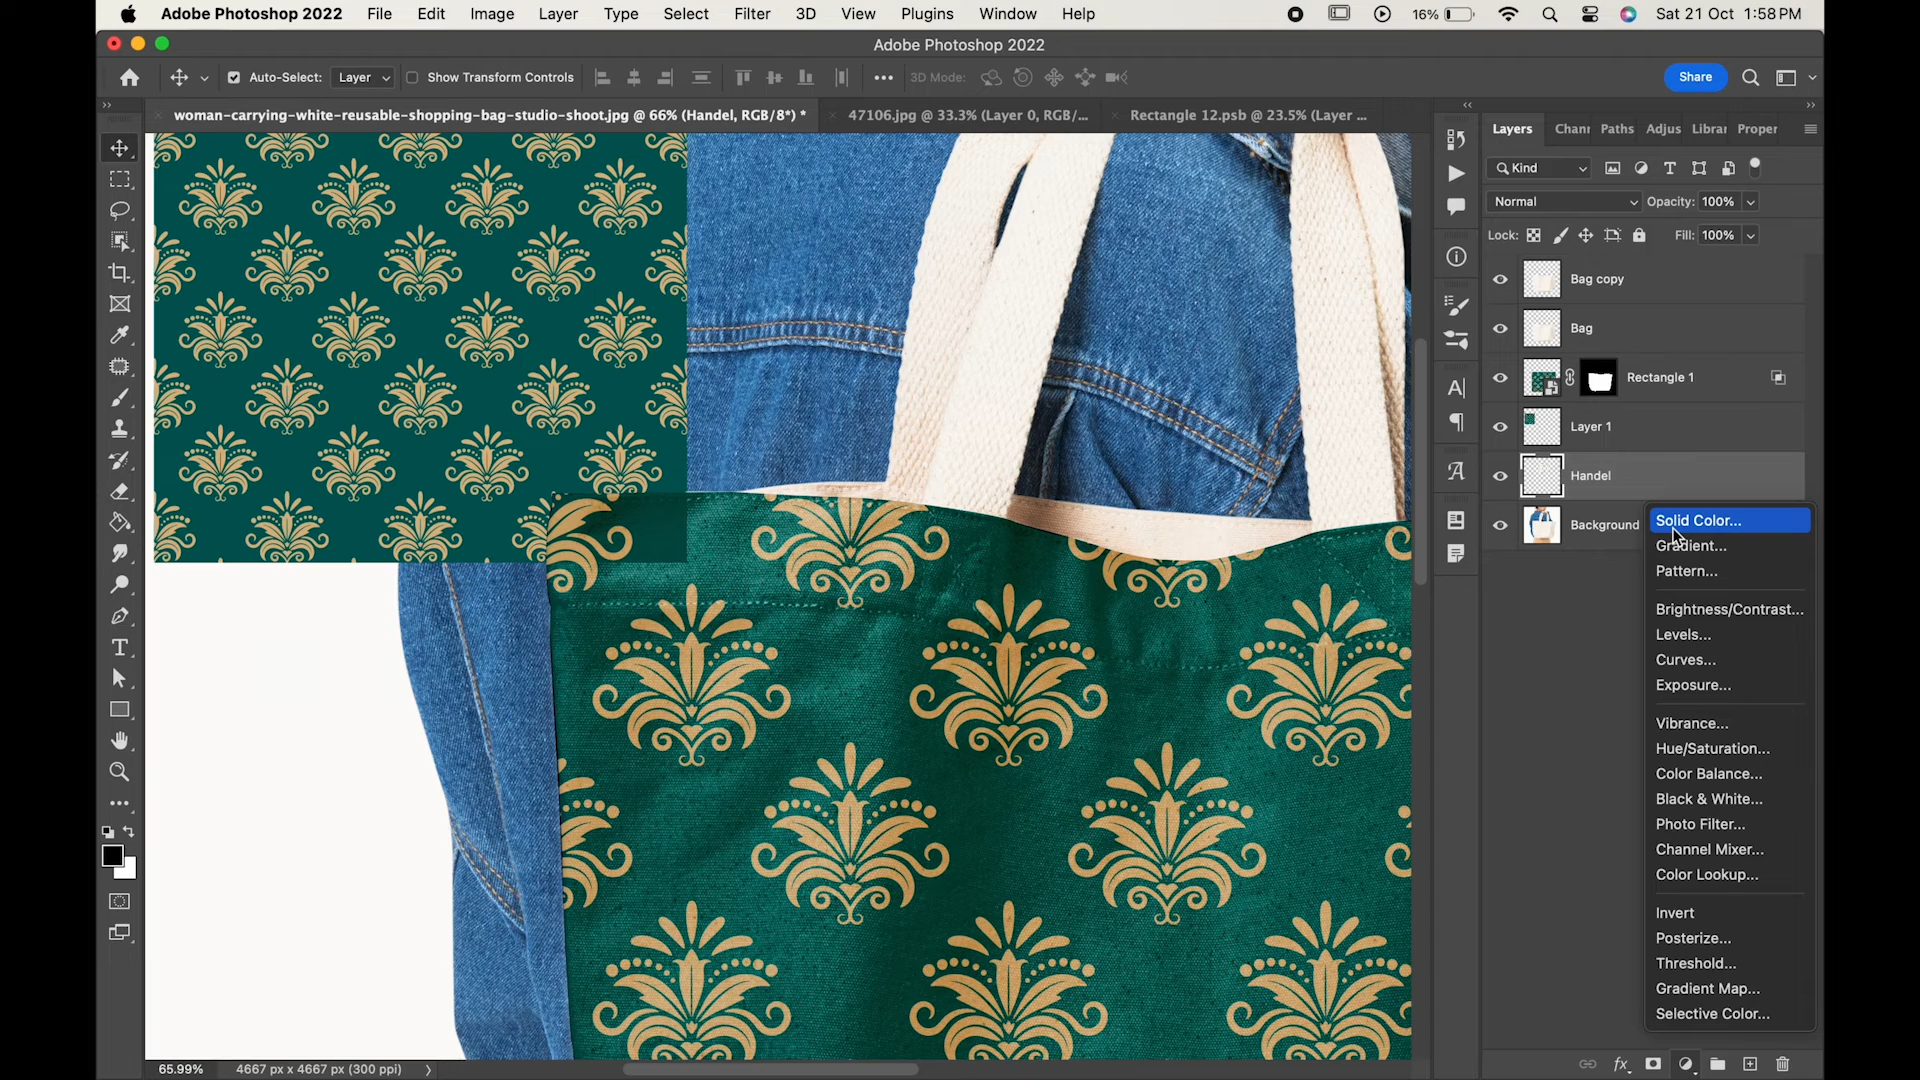 Adobe Photoshop 2022 File Edit Image Layer Type Select Filter 3D View Plugins Window Help 16% Sat 21 Oct 1:58 PM
Adobe Photoshop 2022
Auto-Select: Layer Show Transform Controls 3D Mode: Share
woman-carrying-white-reusable-shopping-bag-studio-shoot.jpg @ 66% (Handel, RGB/8*) * 47106.jpg @ 33.3% (Layer 0, RGB/... Rectangle 12.psb @ 23.5% (Layer ...
Layers Chann Paths Adjus Librar Proper
Kind
Normal Opacity: 100%
Lock: Fill: 100%
Bag copy
Bag
Rectangle 1
Layer 1
Handel
Background
Solid Color...
Gradient...
Pattern...
Brightness/Contrast...
Levels...
Curves...
Exposure...
Vibrance...
Hue/Saturation...
Color Balance...
Black & White...
Photo Filter...
Channel Mixer...
Color Lookup...
Invert
Posterize...
Threshold...
Gradient Map...
Selective Color...
65.99% 4667 px x 4667 px (300 ppi)